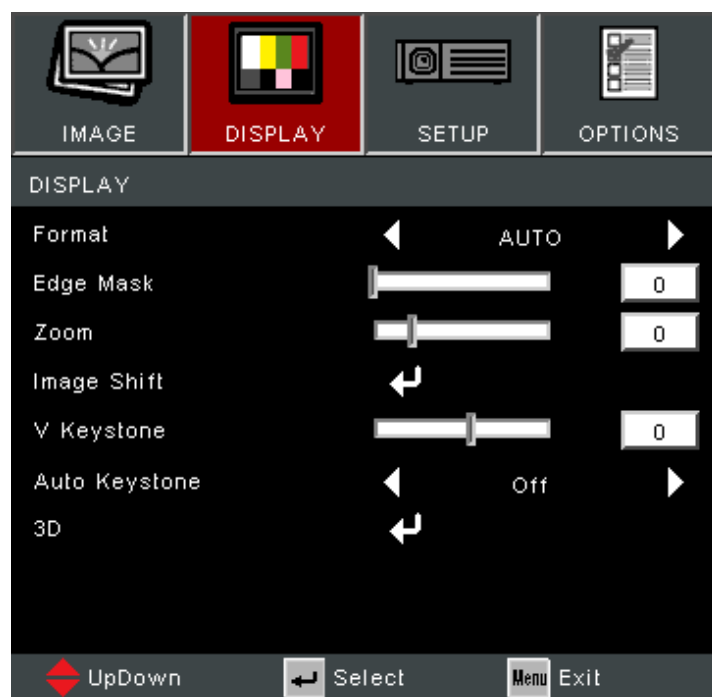 IMAGE DISPLAY SETUP OPTIONS
DISPLAY
Format AUTO
Edge Mask 0
Zoom 0
Image Shift
V Keystone 0
Auto Keystone Off
3D
UpDown Select Menu Exit